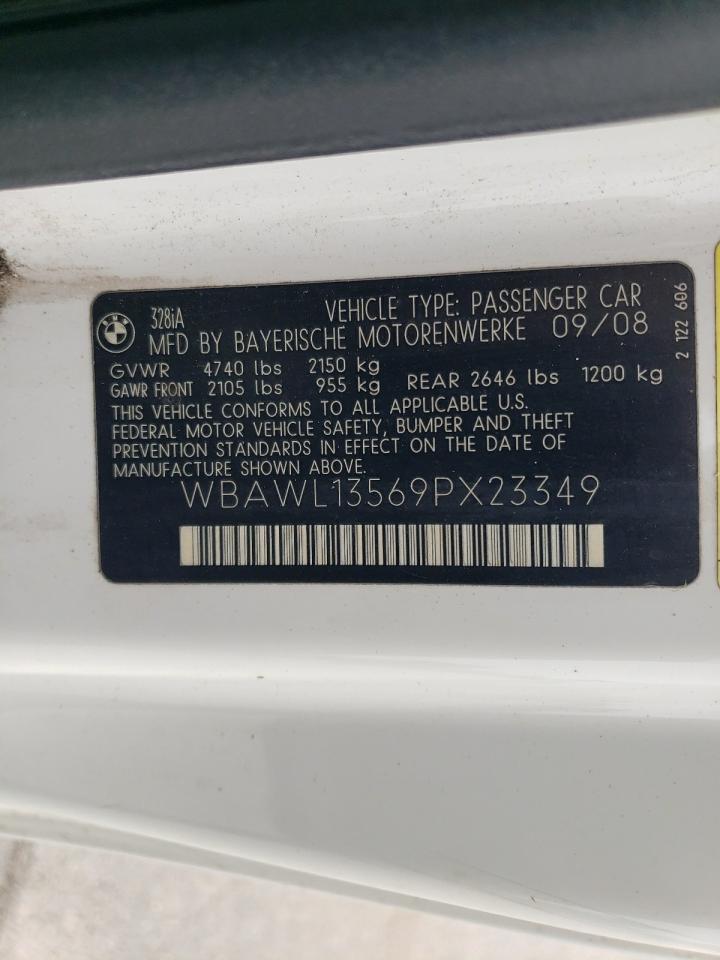 328iA VEHICLE TYPE: PASSENGER CAR
MFD BY BAYERISCHE MOTORENWERKE 09/08
GVWR 4740 lbs 2150 kg
GAWR FRONT 2105 lbs 955 kg REAR 2646 lbs 1200 kg
THIS VEHICLE CONFORMS TO ALL APPLICABLE U.S.
FEDERAL MOTOR VEHICLE SAFETY, BUMPER AND THEFT
PREVENTION STANDARDS IN EFFECT ON THE DATE OF
MANUFACTURE SHOWN ABOVE.
WBAWL13569PX23349
2 122 606
BMW